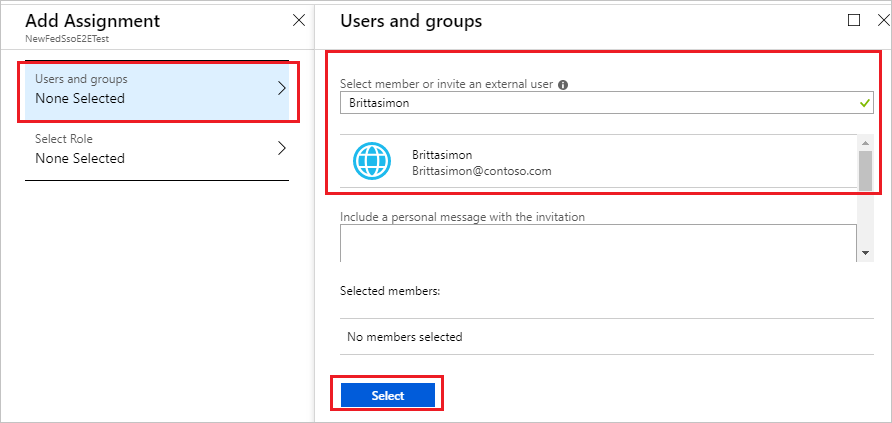 Add Assignment
NewFedSsoE2ETest
Users and groups
None Selected
Select Role
None Selected
Users and groups
Select member or invite an external user
Brittasimon
Brittasimon
Brittasimon@contoso.com
Include a personal message with the invitation
Selected members:
No members selected
Select